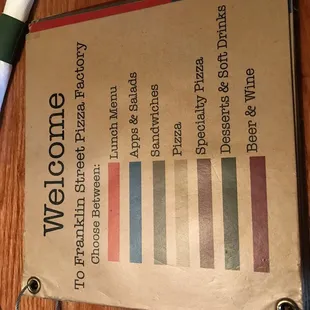 Welcome
To Franklin Street Pizza Factory
Choose Between:
Lunch Menu
Apps & Salads
Sandwiches
Pizza
Specialty Pizza
Desserts & Soft Drinks
Beer & Wine